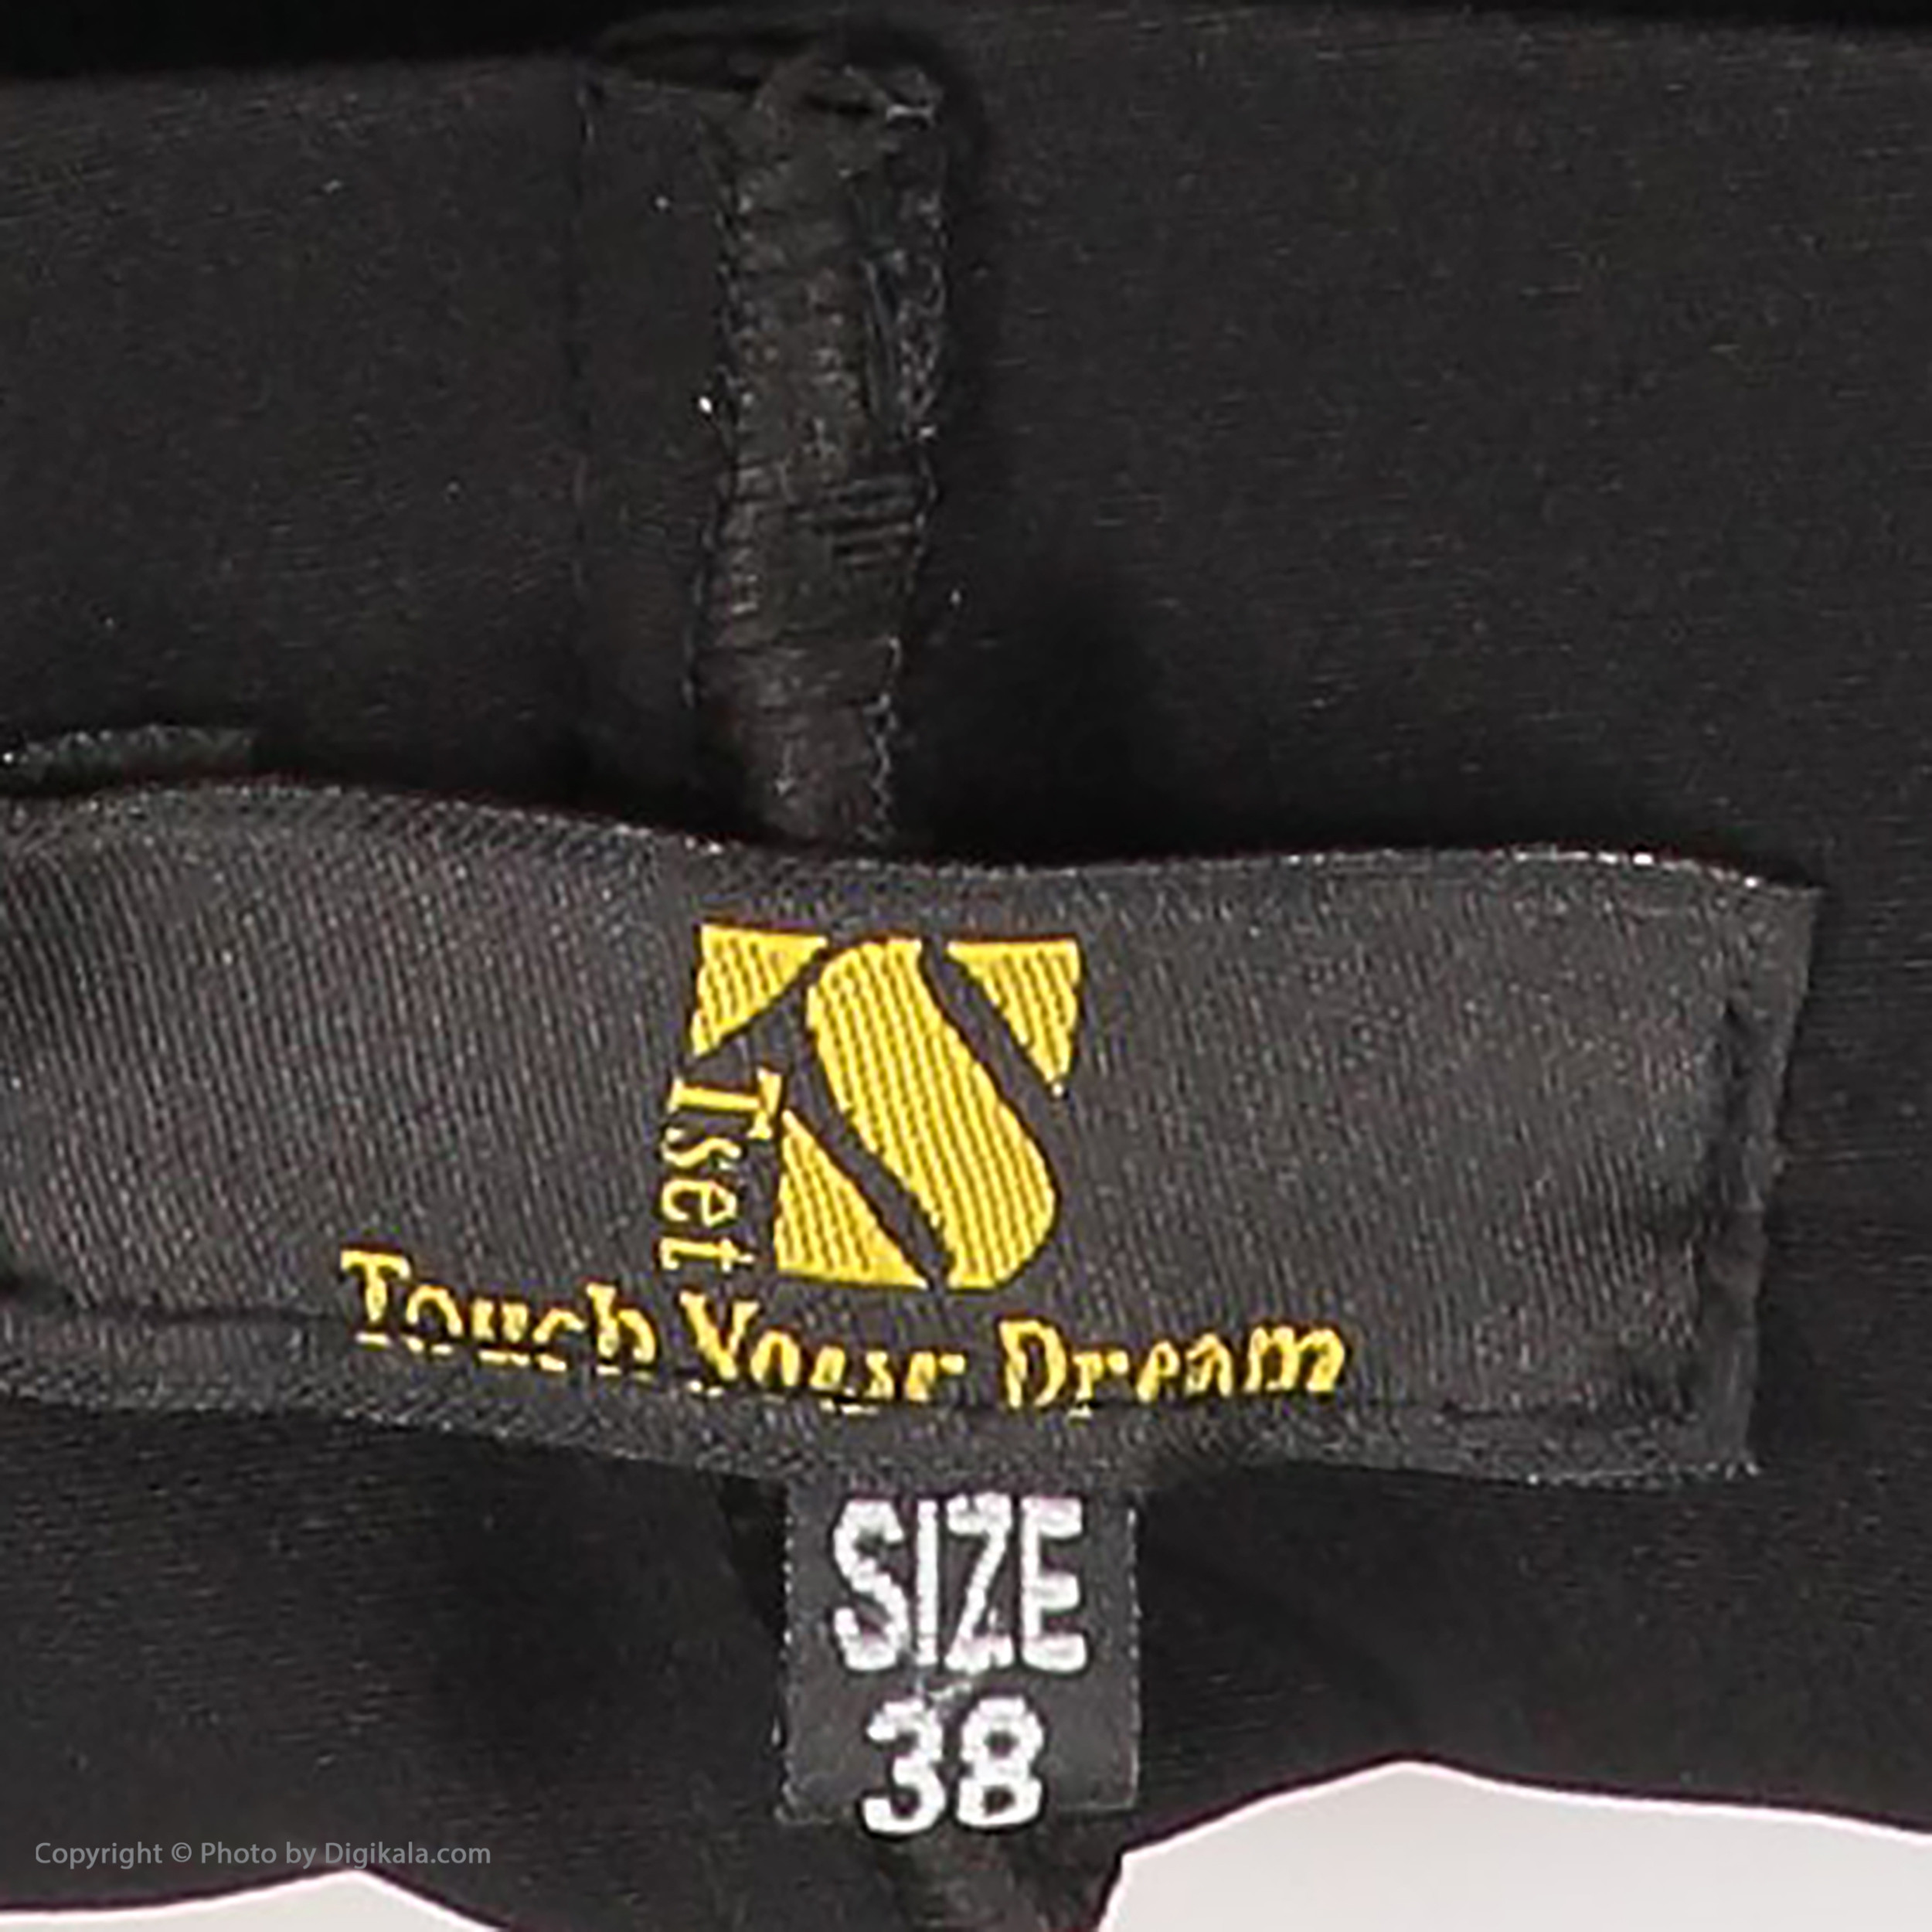 Tset
Touch Your Dream
SIZE
38
Copyright © Photo by Digikala.com